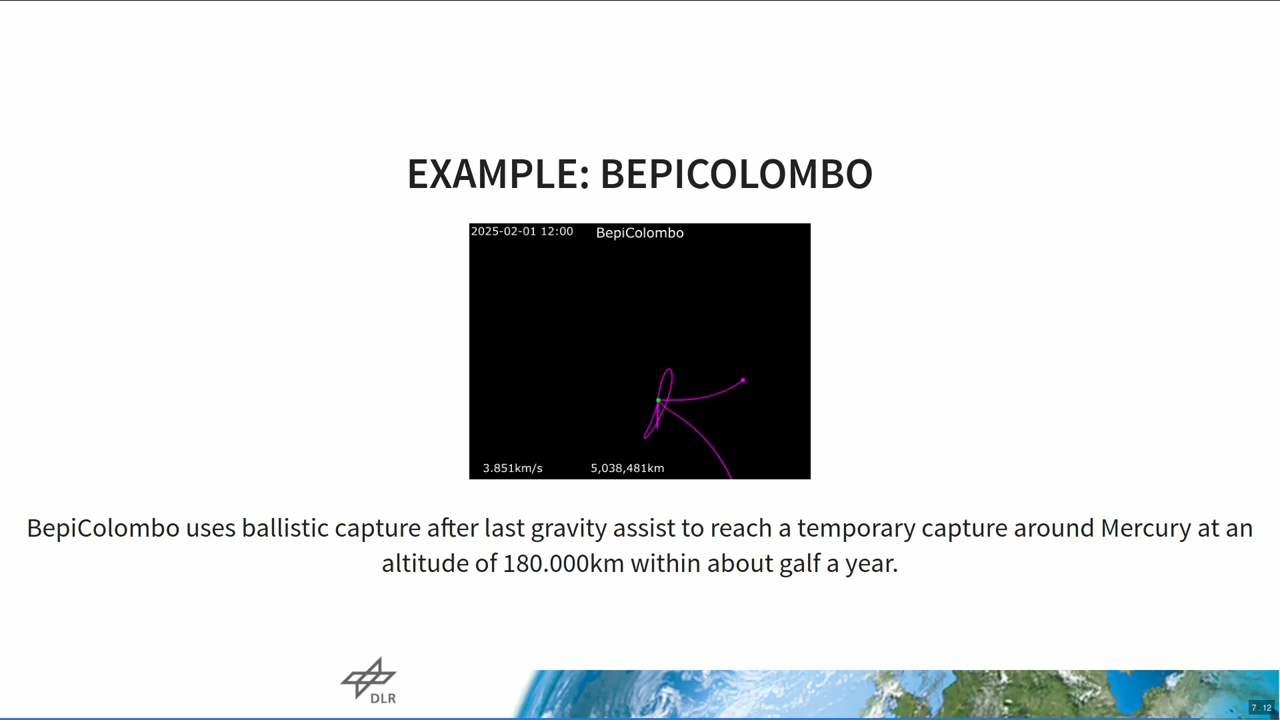 EXAMPLE: BEPICOLOMBO
2025-02-01 12:00 BepiColombo
3.851km/s 5,038,481km
BepiColombo uses ballistic capture after last gravity assist to reach a temporary capture around Mercury at an
altitude of 180.000km within about galf a year.
DLR
7.12